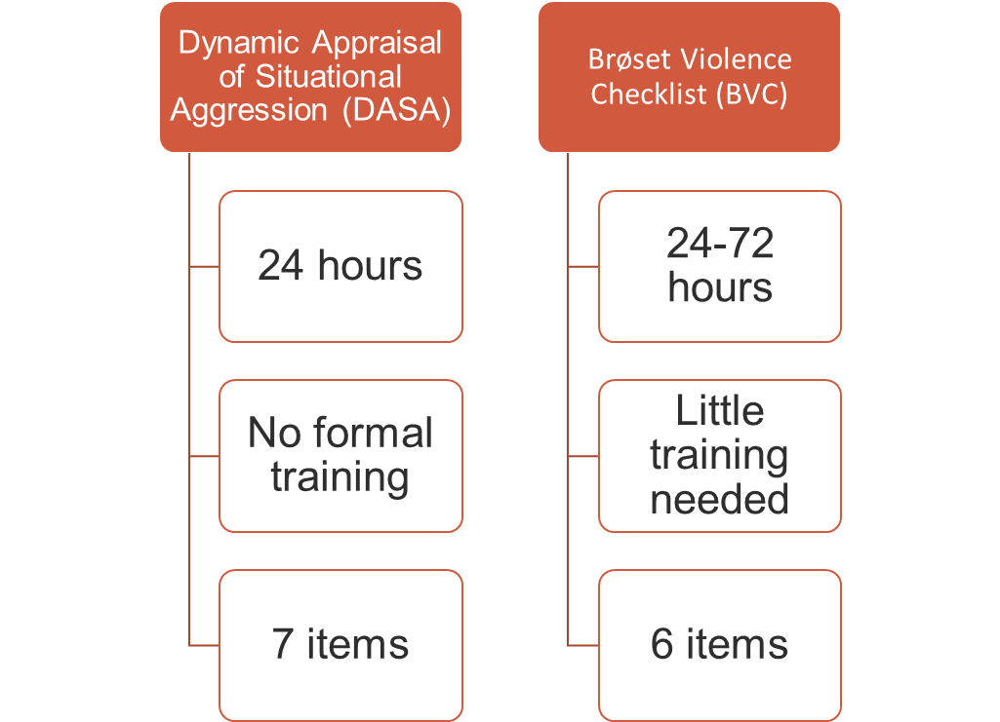 Dynamic Appraisal
of Situational
Aggression (DASA)
24 hours
No formal
training
7 items
Brøset Violence
Checklist (BVC)
24-72
hours
Little
training
needed
6 items